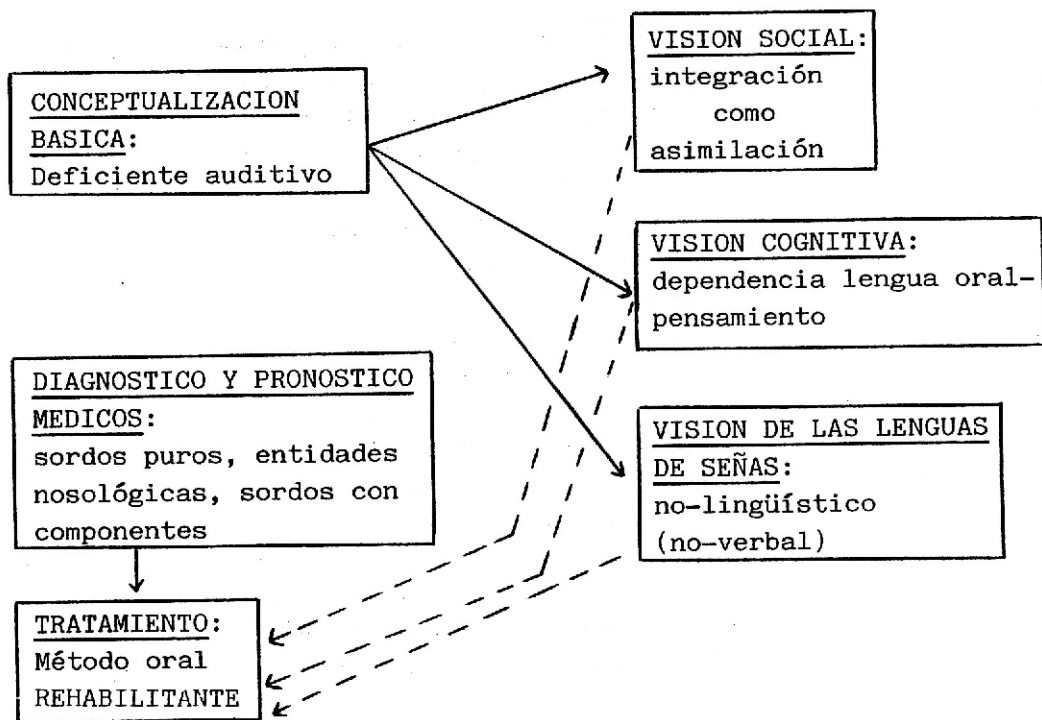 CONCEPTUALIZACION
BASICA:
Deficiente auditivo
VISION SOCIAL:
integración
como
asimilación
VISION COGNITIVA:
dependencia lengua oral-
pensamiento
DIAGNOSTICO Y PRONOSTICO
MEDICOS:
sordos puros, entidades
nosológicas, sordos con
componentes
VISION DE LAS LENGUAS
DE SEÑAS:
no-lingüístico
(no-verbal)
TRATAMIENTO:
Método oral
REHABILITANTE